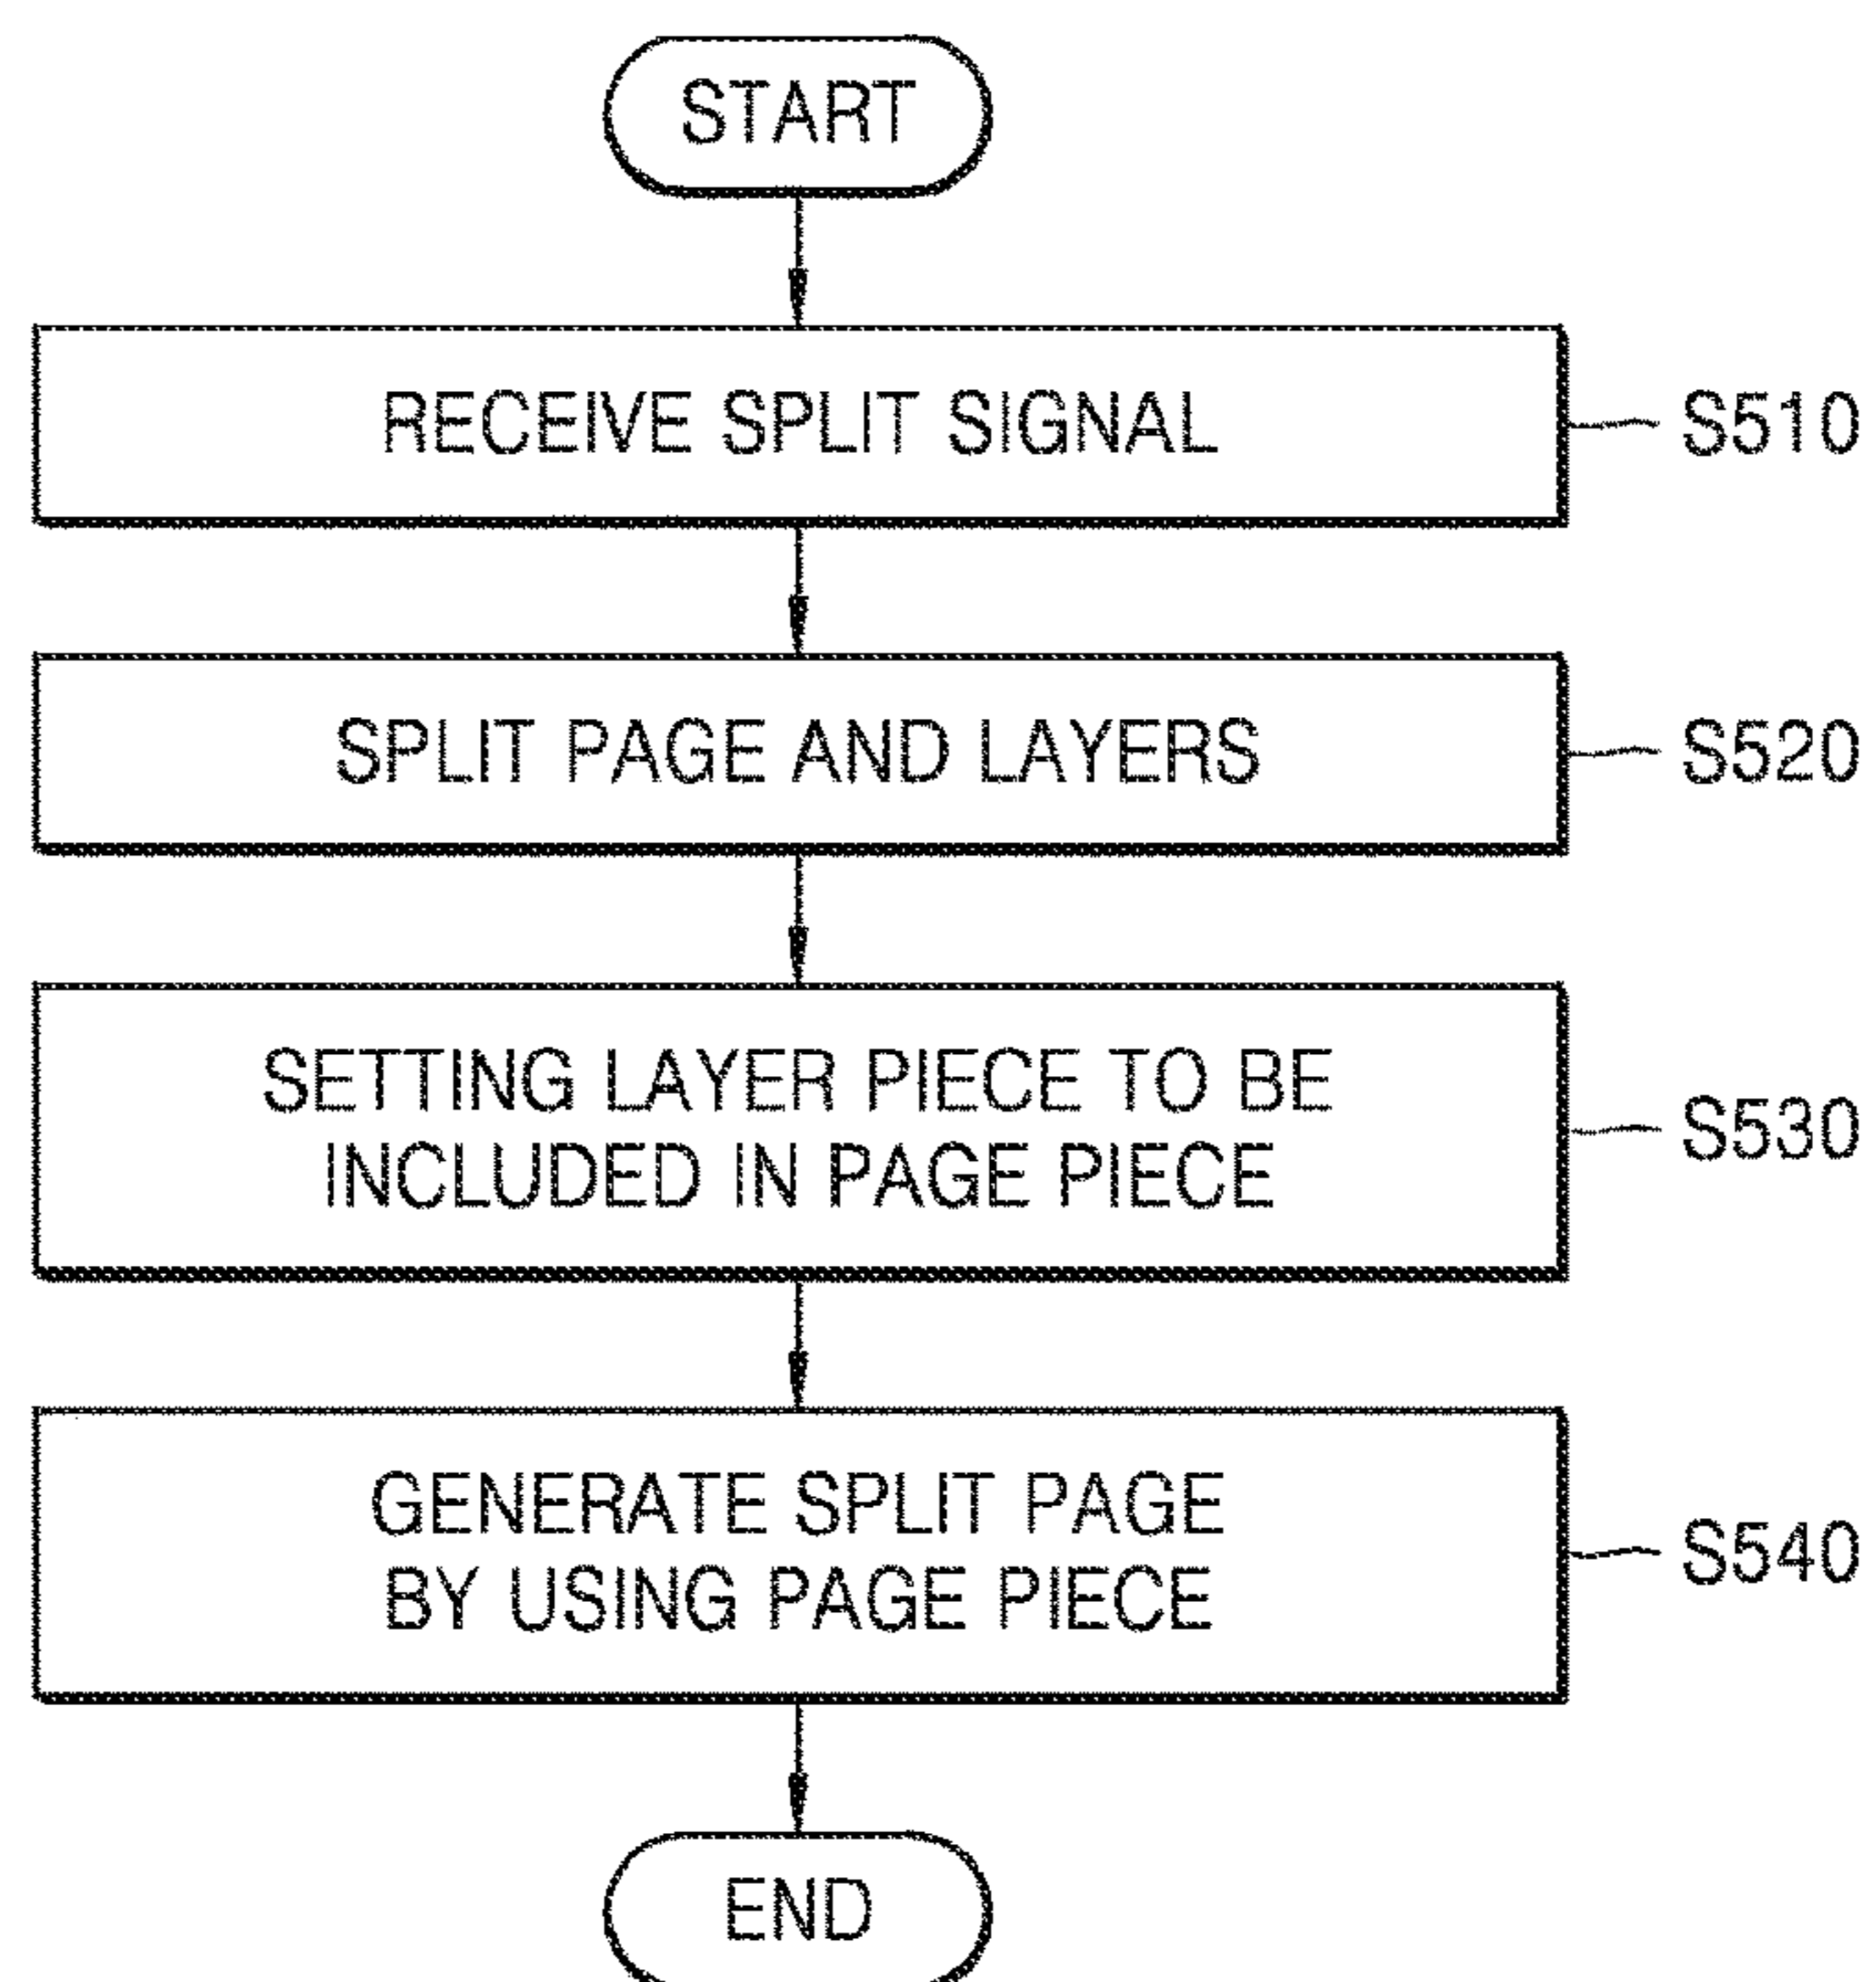 START
RECEIVE SPLIT SIGNAL
S510
SPLIT PAGE AND LAYERS
S520
SETTING LAYER PIECE TO BE
INCLUDED IN PAGE PIECE
S530
GENERATE SPLIT PAGE
BY USING PAGE PIECE
S540
END